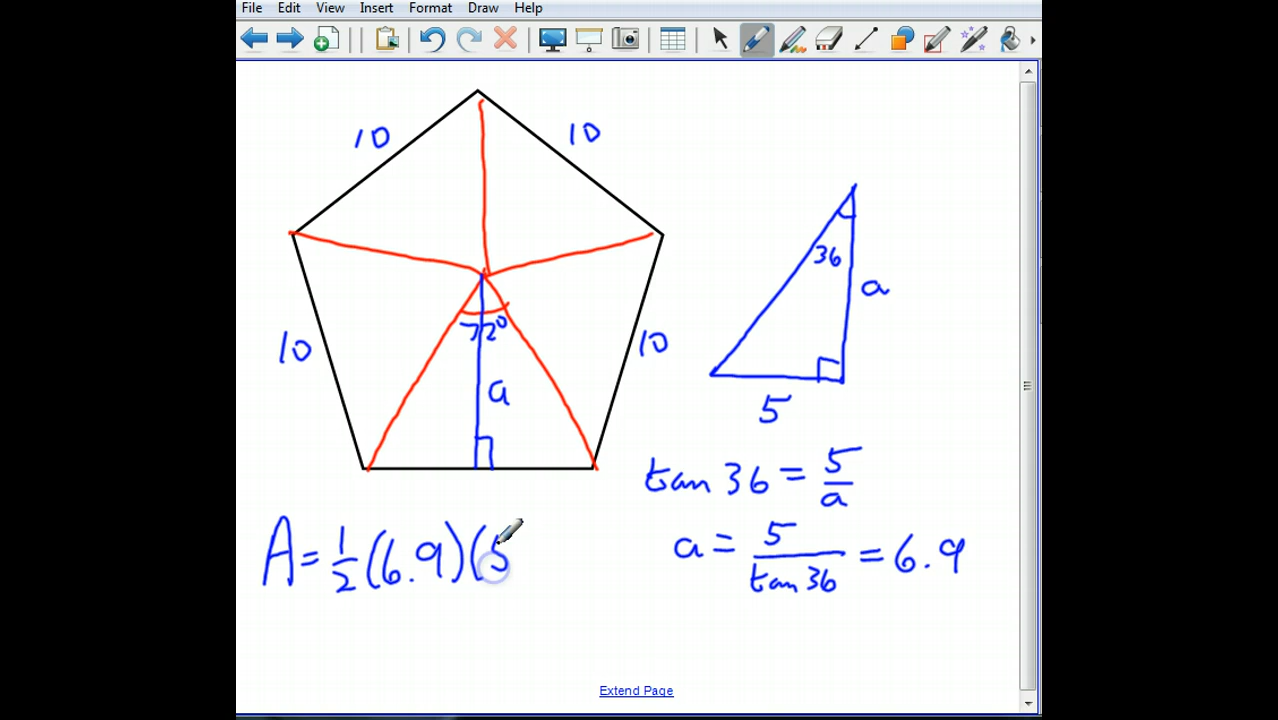 File Edit View Insert Format Draw Help
10 10
36
a
72°
10 10
a
5
tan 36 = 5/a
A = 1/2 (6.9)(5
a = 5/tan 36 = 6.9
Extend Page